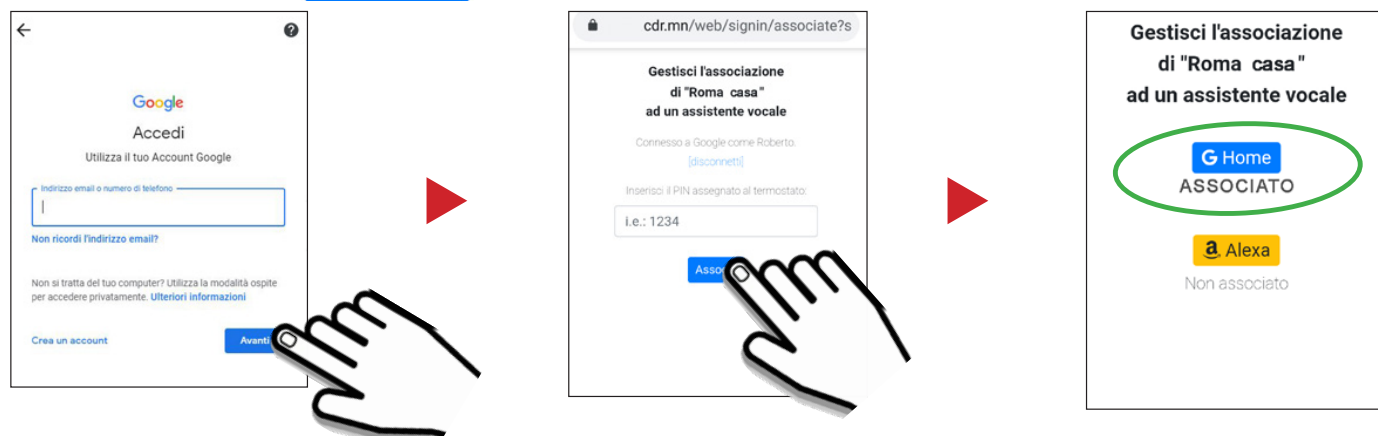 Google
Accedi
Utilizza il tuo Account Google
Indirizzo email o numero di telefono
Non ricordi l'indirizzo email?
Non si tratta del tuo computer? Utilizza la modalità ospite
per accedere privatamente. Ulteriori informazioni
Crea un account
Avanti
cdr.mn/web/signin/associate?s
Gestisci l'associazione
di "Roma casa"
ad un assistente vocale
Connesso a Google come Roberto.
[disconnetti]
Inserisci il PIN assegnato al termostato:
i.e.: 1234
Gestisci l'associazione
di "Roma casa"
ad un assistente vocale
G Home
ASSOCIATO
a Alexa
Non associato